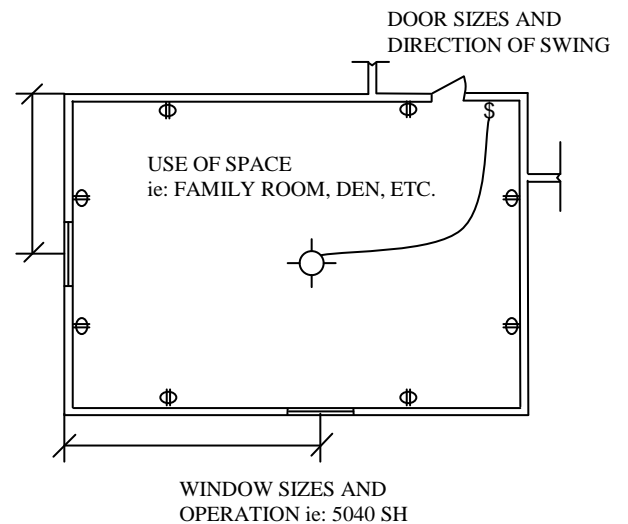 DOOR SIZES AND
DIRECTION OF SWING
$
USE OF SPACE
ie: FAMILY ROOM, DEN, ETC.
WINDOW SIZES AND
OPERATION ie: 5040 SH